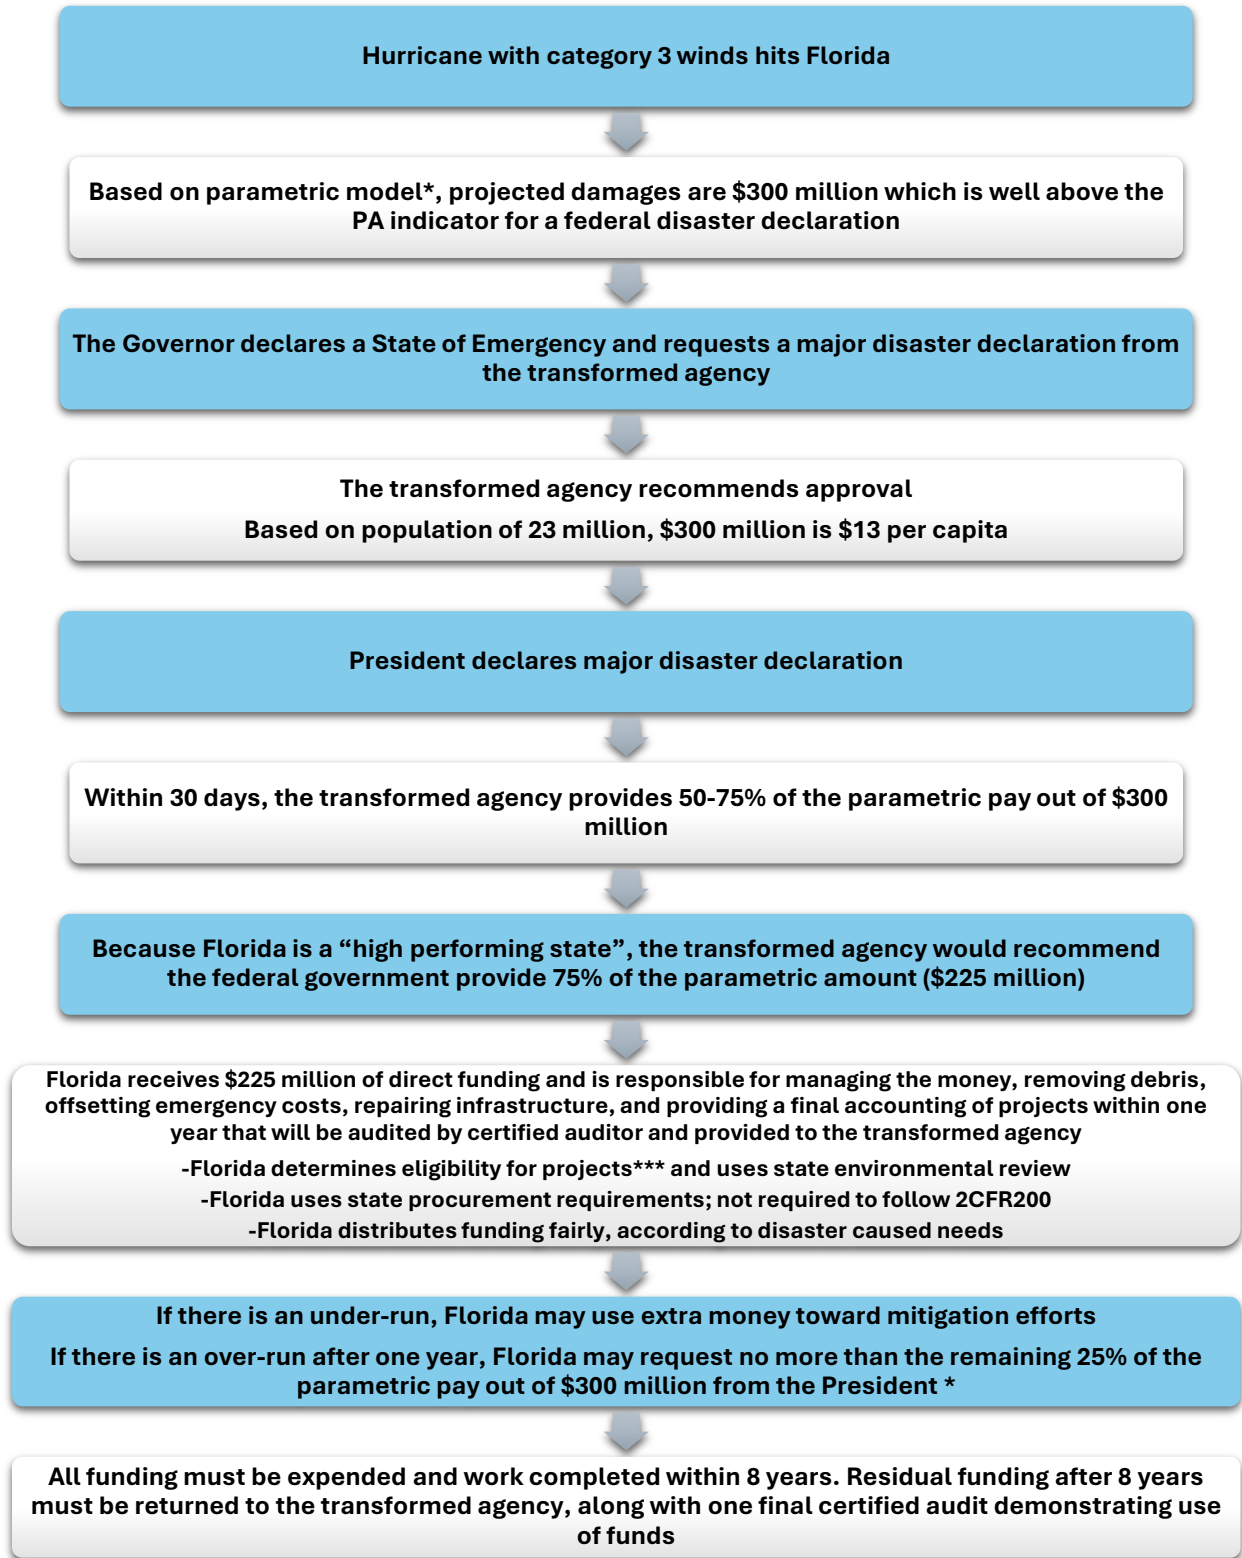 Hurricane with category 3 winds hits Florida
Based on parametric model*, projected damages are $300 million which is well above the
PA indicator for a federal disaster declaration
The Governor declares a State of Emergency and requests a major disaster declaration from
the transformed agency
The transformed agency recommends approval
Based on population of 23 million, $300 million is $13 per capita
President declares major disaster declaration
Within 30 days, the transformed agency provides 50-75% of the parametric pay out of $300
million
Because Florida is a “high performing state”, the transformed agency would recommend
the federal government provide 75% of the parametric amount ($225 million)
Florida receives $225 million of direct funding and is responsible for managing the money, removing debris,
offsetting emergency costs, repairing infrastructure, and providing a final accounting of projects within one
year that will be audited by certified auditor and provided to the transformed agency
-Florida determines eligibility for projects*** and uses state environmental review
-Florida uses state procurement requirements; not required to follow 2CFR200
-Florida distributes funding fairly, according to disaster caused needs
If there is an under-run, Florida may use extra money toward mitigation efforts
If there is an over-run after one year, Florida may request no more than the remaining 25% of the
parametric pay out of $300 million from the President *
All funding must be expended and work completed within 8 years. Residual funding after 8 years
must be returned to the transformed agency, along with one final certified audit demonstrating use
of funds